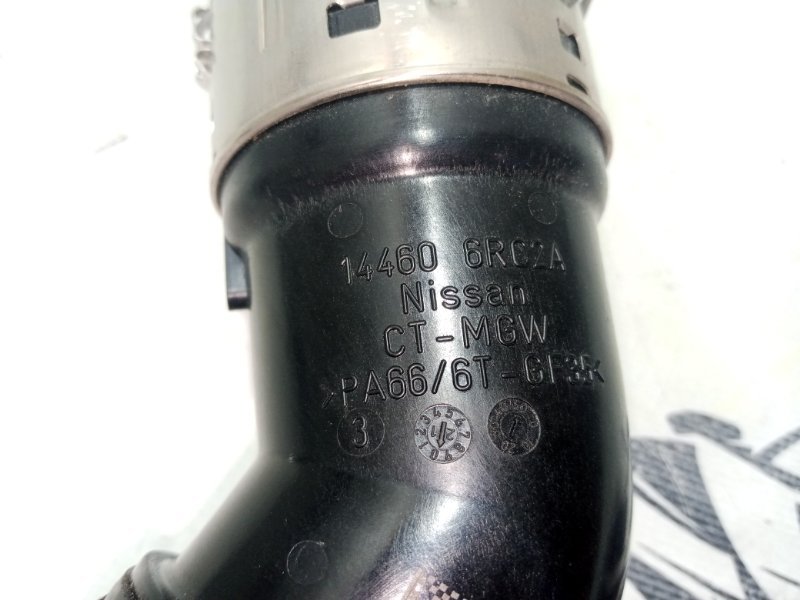 14460 6RC2A
Nissan
CT-MGW
>PA66/6T-GF35<
3